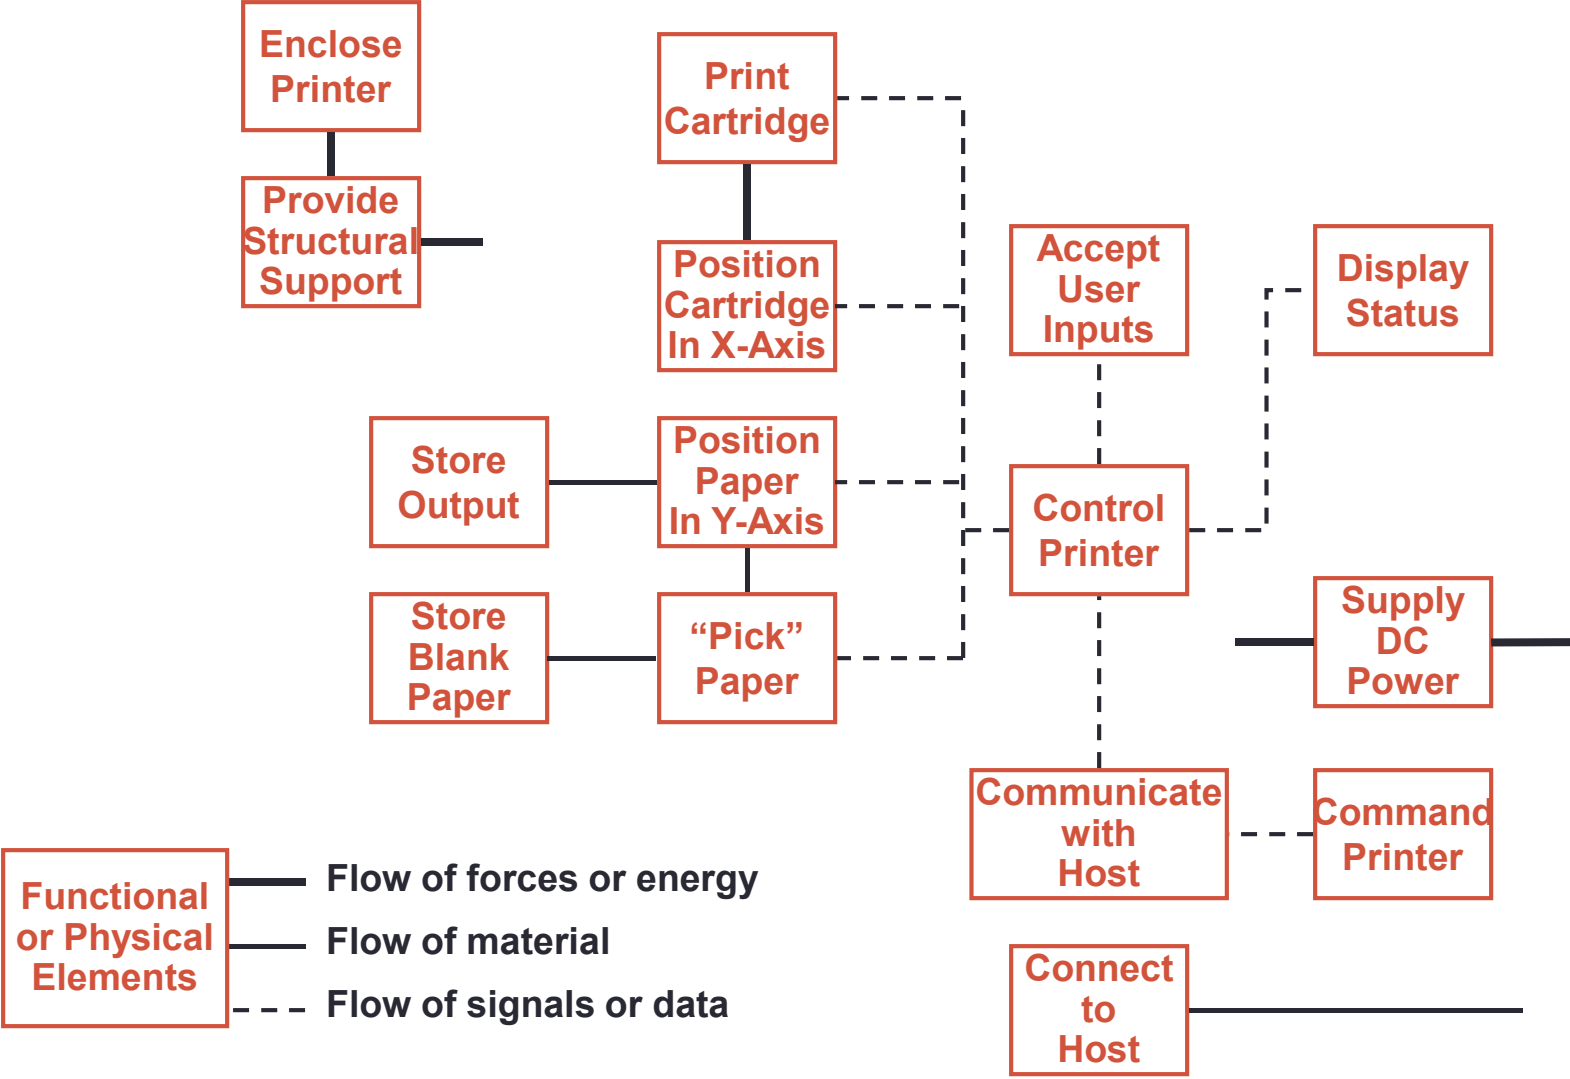 Enclose
Printer
Provide
Structural
Support
Print
Cartridge
Position
Cartridge
In X-Axis
Accept
User
Inputs
Display
Status
Store
Output
Position
Paper
In Y-Axis
Control
Printer
Store
Blank
Paper
“Pick”
Paper
Supply
DC
Power
Communicate
with
Host
Command
Printer
Connect
to
Host
Functional
or Physical
Elements
Flow of forces or energy
Flow of material
Flow of signals or data